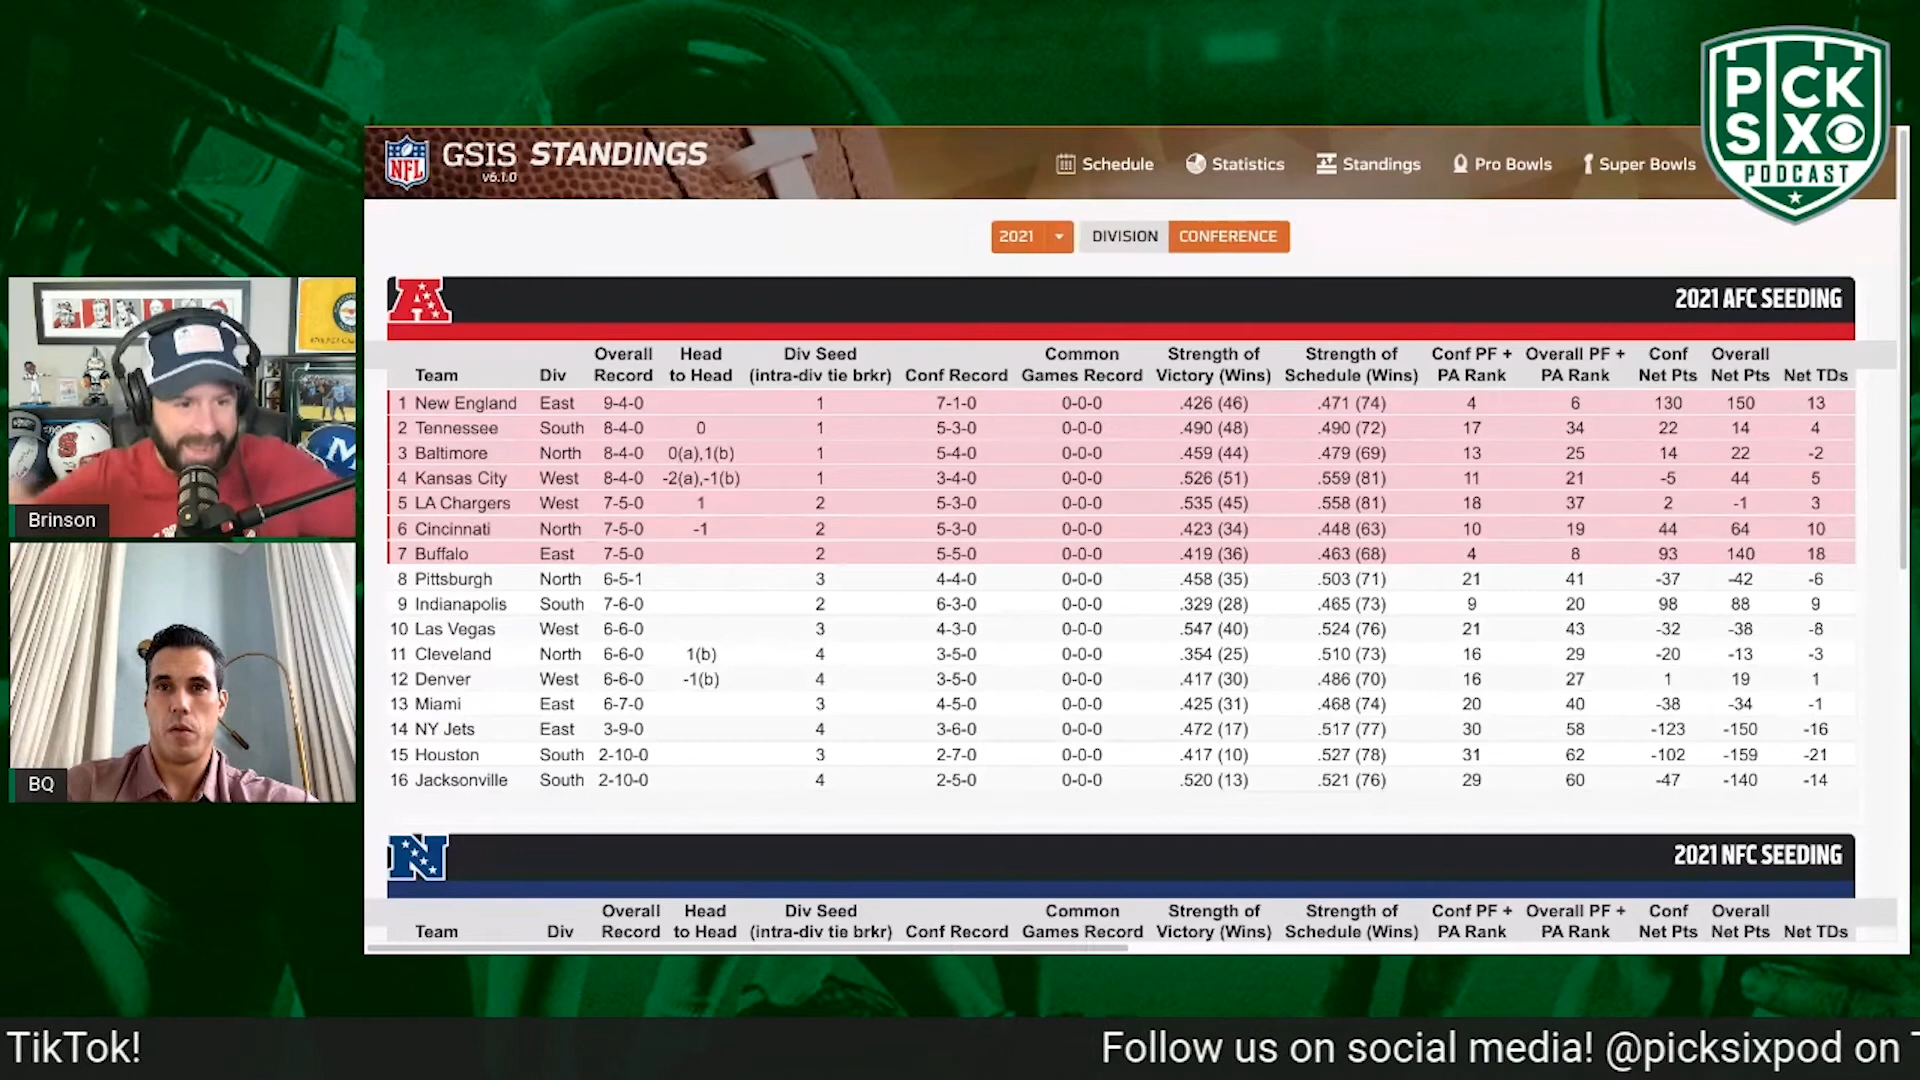 PICK
SIX
PODCAST
NFL GSIS STANDINGS
v6.1.0
Schedule Statistics Standings Pro Bowls Super Bowls
2021 DIVISION CONFERENCE
A 2021 AFC SEEDING
Team Div Overall Record Head to Head Div Seed (intra-div tie brkr) Conf Record Common Games Record Strength of Victory (Wins) Strength of Schedule (Wins) Conf PF + PA Rank Overall PF + PA Rank Conf Net Pts Overall Net Pts Net TDs
1 New England East 9-4-0 1 7-1-0 0-0-0 .426 (46) .471 (74) 4 6 130 150 13
2 Tennessee South 8-4-0 0 1 5-3-0 0-0-0 .490 (48) .490 (72) 17 34 22 14 4
3 Baltimore North 8-4-0 0(a),1(b) 1 5-4-0 0-0-0 .459 (44) .479 (69) 13 25 14 22 -2
4 Kansas City West 8-4-0 -2(a),-1(b) 1 3-4-0 0-0-0 .526 (51) .559 (81) 11 21 -5 44 5
5 LA Chargers West 7-5-0 1 2 5-3-0 0-0-0 .535 (45) .558 (81) 18 37 2 -1 3
6 Cincinnati North 7-5-0 -1 2 5-3-0 0-0-0 .423 (34) .448 (63) 10 19 44 64 10
7 Buffalo East 7-5-0 2 5-5-0 0-0-0 .419 (36) .463 (68) 4 8 93 140 18
8 Pittsburgh North 6-5-1 3 4-4-0 0-0-0 .458 (35) .503 (71) 21 41 -37 -42 -6
9 Indianapolis South 7-6-0 2 6-3-0 0-0-0 .329 (28) .465 (73) 9 20 98 88 9
10 Las Vegas West 6-6-0 3 4-3-0 0-0-0 .547 (40) .524 (76) 21 43 -32 -38 -8
11 Cleveland North 6-6-0 1(b) 4 3-5-0 0-0-0 .354 (25) .510 (73) 16 29 -20 -13 -3
12 Denver West 6-6-0 -1(b) 4 3-5-0 0-0-0 .417 (30) .486 (70) 16 27 1 19 1
13 Miami East 6-7-0 3 4-5-0 0-0-0 .425 (31) .468 (74) 20 40 -38 -34 -1
14 NY Jets East 3-9-0 4 3-6-0 0-0-0 .472 (17) .517 (77) 30 58 -123 -150 -16
15 Houston South 2-10-0 3 2-7-0 0-0-0 .417 (10) .527 (78) 31 62 -102 -159 -21
16 Jacksonville South 2-10-0 4 2-5-0 0-0-0 .520 (13) .521 (76) 29 60 -47 -140 -14
N 2021 NFC SEEDING
Team Div Overall Record Head to Head Div Seed (intra-div tie brkr) Conf Record Common Games Record Strength of Victory (Wins) Strength of Schedule (Wins) Conf PF + PA Rank Overall PF + PA Rank Conf Net Pts Overall Net Pts Net TDs
Brinson
BQ
TikTok! Follow us on social media! @picksixpod on